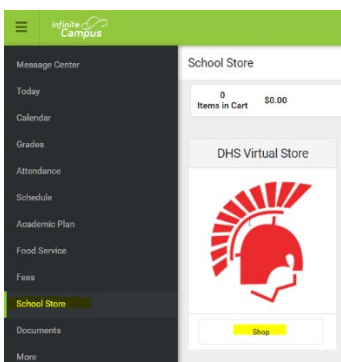 infinite
Campus
Message Center
Today
Calendar
Grades
Attendance
Schedule
Academic Plan
Food Service
Fees
School Store
Documents
More
School Store
0
Items in Cart
$0.00
DHS Virtual Store
Shop